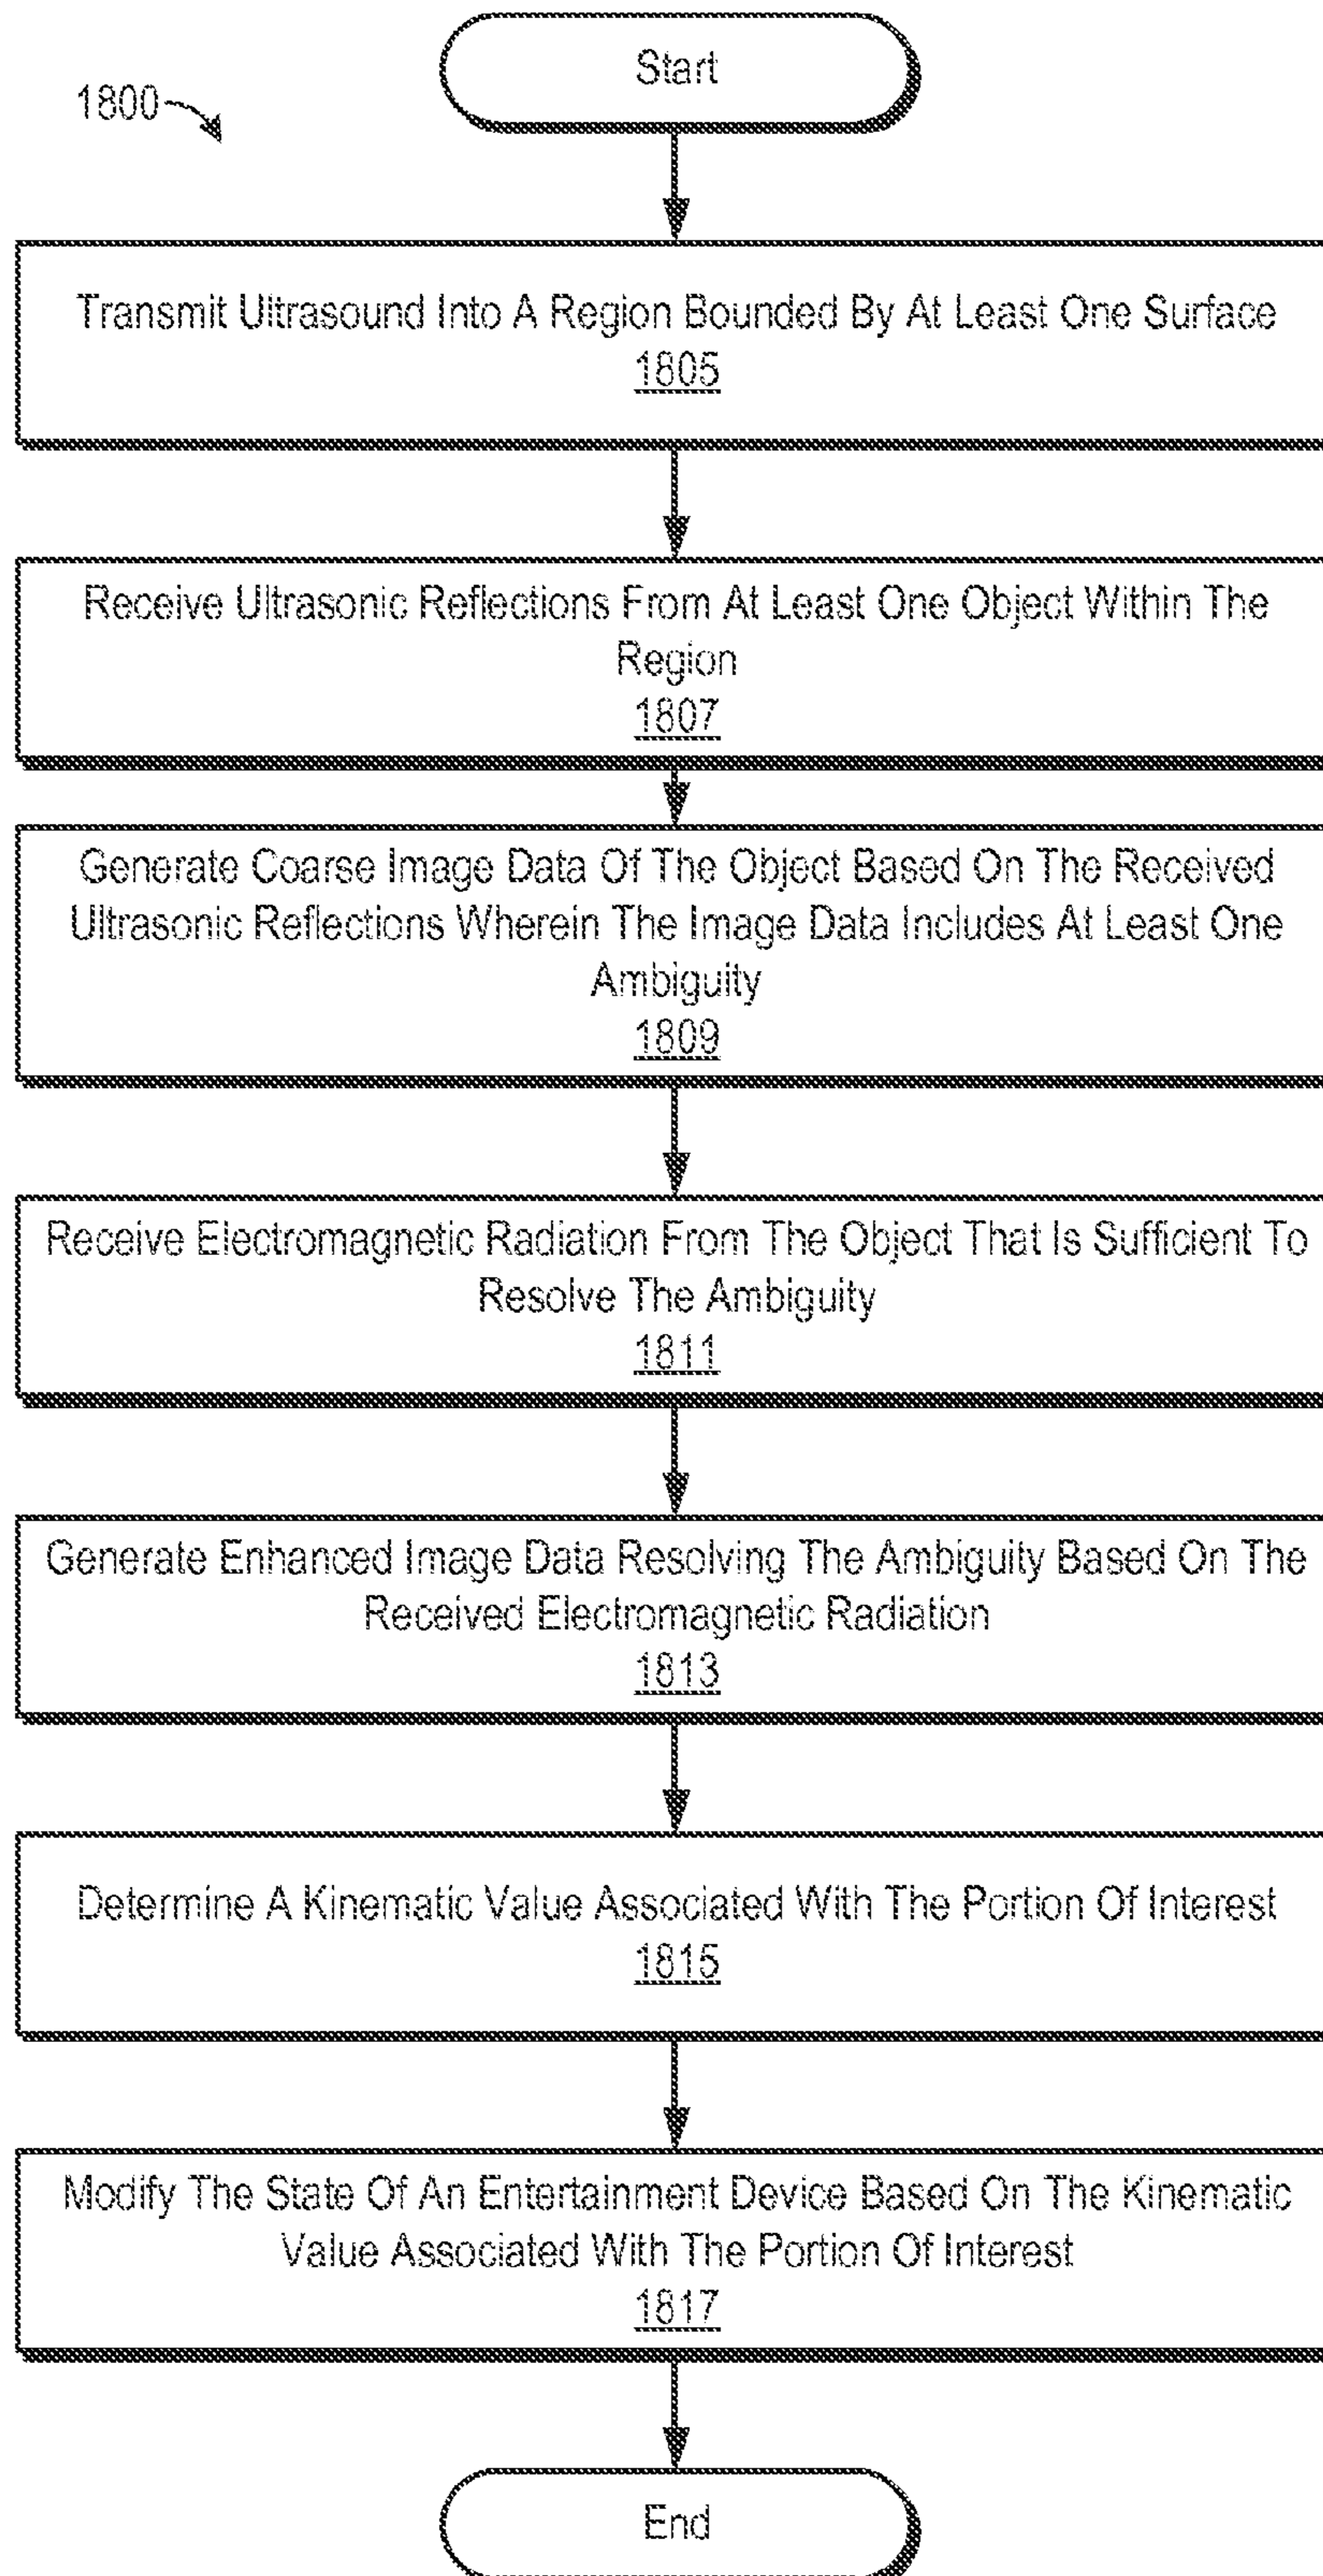 Start
1800
Transmit Ultrasound Into A Region Bounded By At Least One Surface
1805
Receive Ultrasonic Reflections From At Least One Object Within The
Region
1807
Generate Coarse Image Data Of The Object Based On The Received
Ultrasonic Reflections Wherein The Image Data Includes At Least One
Ambiguity
1809
Receive Electromagnetic Radiation From The Object That Is Sufficient To
Resolve The Ambiguity
1811
Generate Enhanced Image Data Resolving The Ambiguity Based On The
Received Electromagnetic Radiation
1813
Determine A Kinematic Value Associated With The Portion Of Interest
1815
Modify The State Of An Entertainment Device Based On The Kinematic
Value Associated With The Portion Of Interest
1817
End